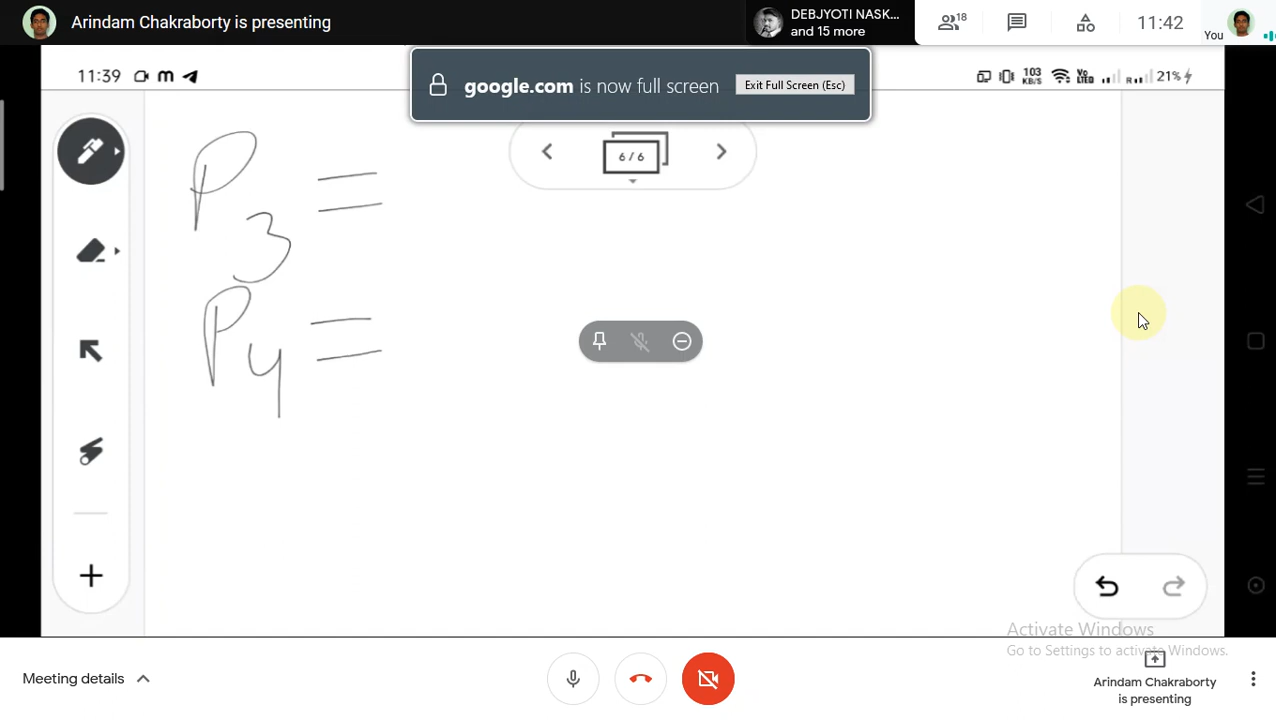 Arindam Chakraborty is presenting
DEBJYOTI NASK...
and 15 more
18
11:42
You
11:39
google.com is now full screen
Exit Full Screen (Esc)
103
KB/S
Vo
LTED
R
21%
6 / 6
P3 =
P4 =
Activate Windows
Go to Settings to activate Windows.
Meeting details
Arindam Chakraborty
is presenting